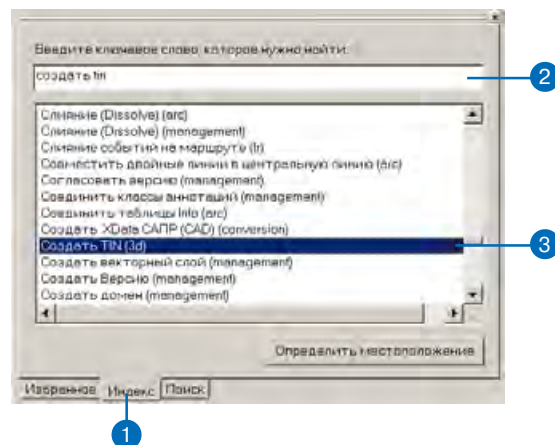 Введите ключевое слово, которое нужно найти:
создать tin
2
Слияние (Dissolve) (arc)
Слияние (Dissolve) (management)
Слияние событий на маршруте (lr)
Совместить двойные линии в центральную линию (arc)
Согласовать версию (management)
Соединить классы аннотаций (management)
Соединить таблицы Info (arc)
Создать XData САПР (CAD) (conversion)
Создать TIN (3d)
3
Создать векторный слой (management)
Создать Версию (management)
Создать домен (management)
Определить местоположение
Избранное Индекс Поиск
1